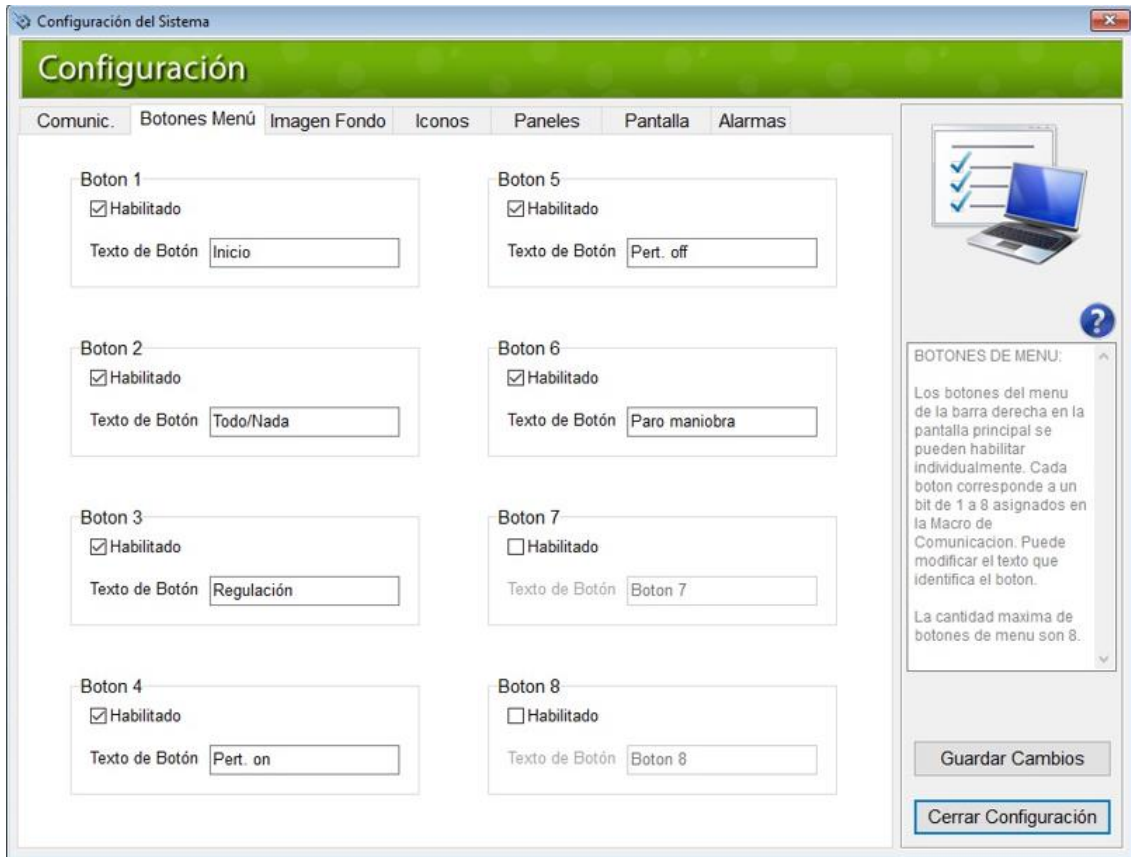 Configuración del Sistema
Configuración
Comunic. Botones Menú Imagen Fondo Iconos Paneles Pantalla Alarmas
Boton 1
Habilitado
Texto de Botón Inicio
Boton 2
Habilitado
Texto de Botón Todo/Nada
Boton 3
Habilitado
Texto de Botón Regulación
Boton 4
Habilitado
Texto de Botón Pert. on
Boton 5
Habilitado
Texto de Botón Pert. off
Boton 6
Habilitado
Texto de Botón Paro maniobra
Boton 7
Habilitado
Texto de Botón Boton 7
Boton 8
Habilitado
Texto de Botón Boton 8
?
BOTONES DE MENU:
Los botones del menu
de la barra derecha en la
pantalla principal se
pueden habilitar
individualmente. Cada
boton corresponde a un
bit de 1 a 8 asignados en
la Macro de
Comunicacion. Puede
modificar el texto que
identifica el boton.
La cantidad maxima de
botones de menu son 8.
Guardar Cambios
Cerrar Configuración